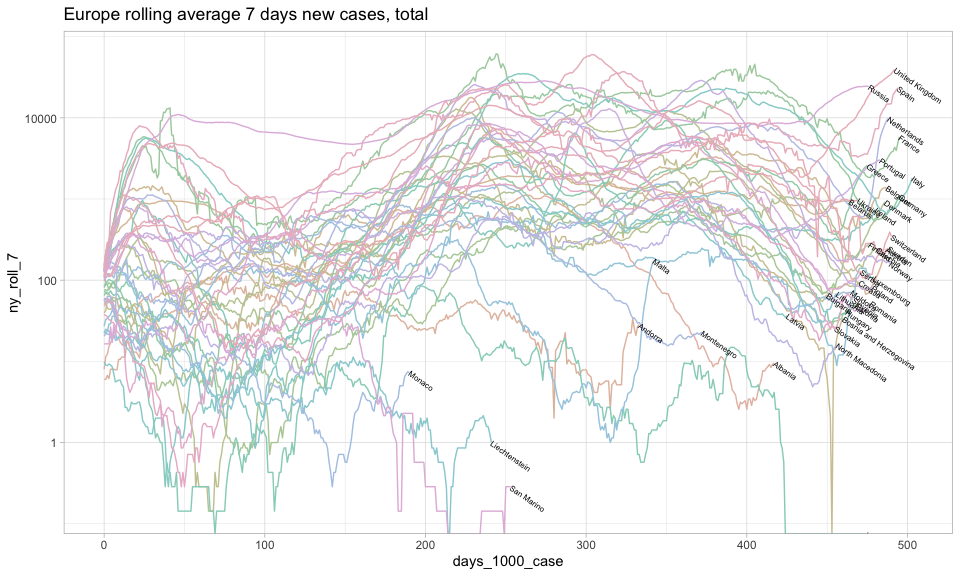 Europe rolling average 7 days new cases, total
ny_roll_7
10000
100
1
United Kingdom
Russia
Spain
Netherlands
France
Portugal
Italy
Greece
Germany
Denmark
Switzerland
Norway
Malta
Luxembourg
Croatia
Romania
Latvia
Hungary
Andorra
Montenegro
Slovakia
Bosnia and Herzegovina
North Macedonia
Albania
Monaco
Liechtenstein
San Marino
0
100
200
300
400
500
days_1000_case